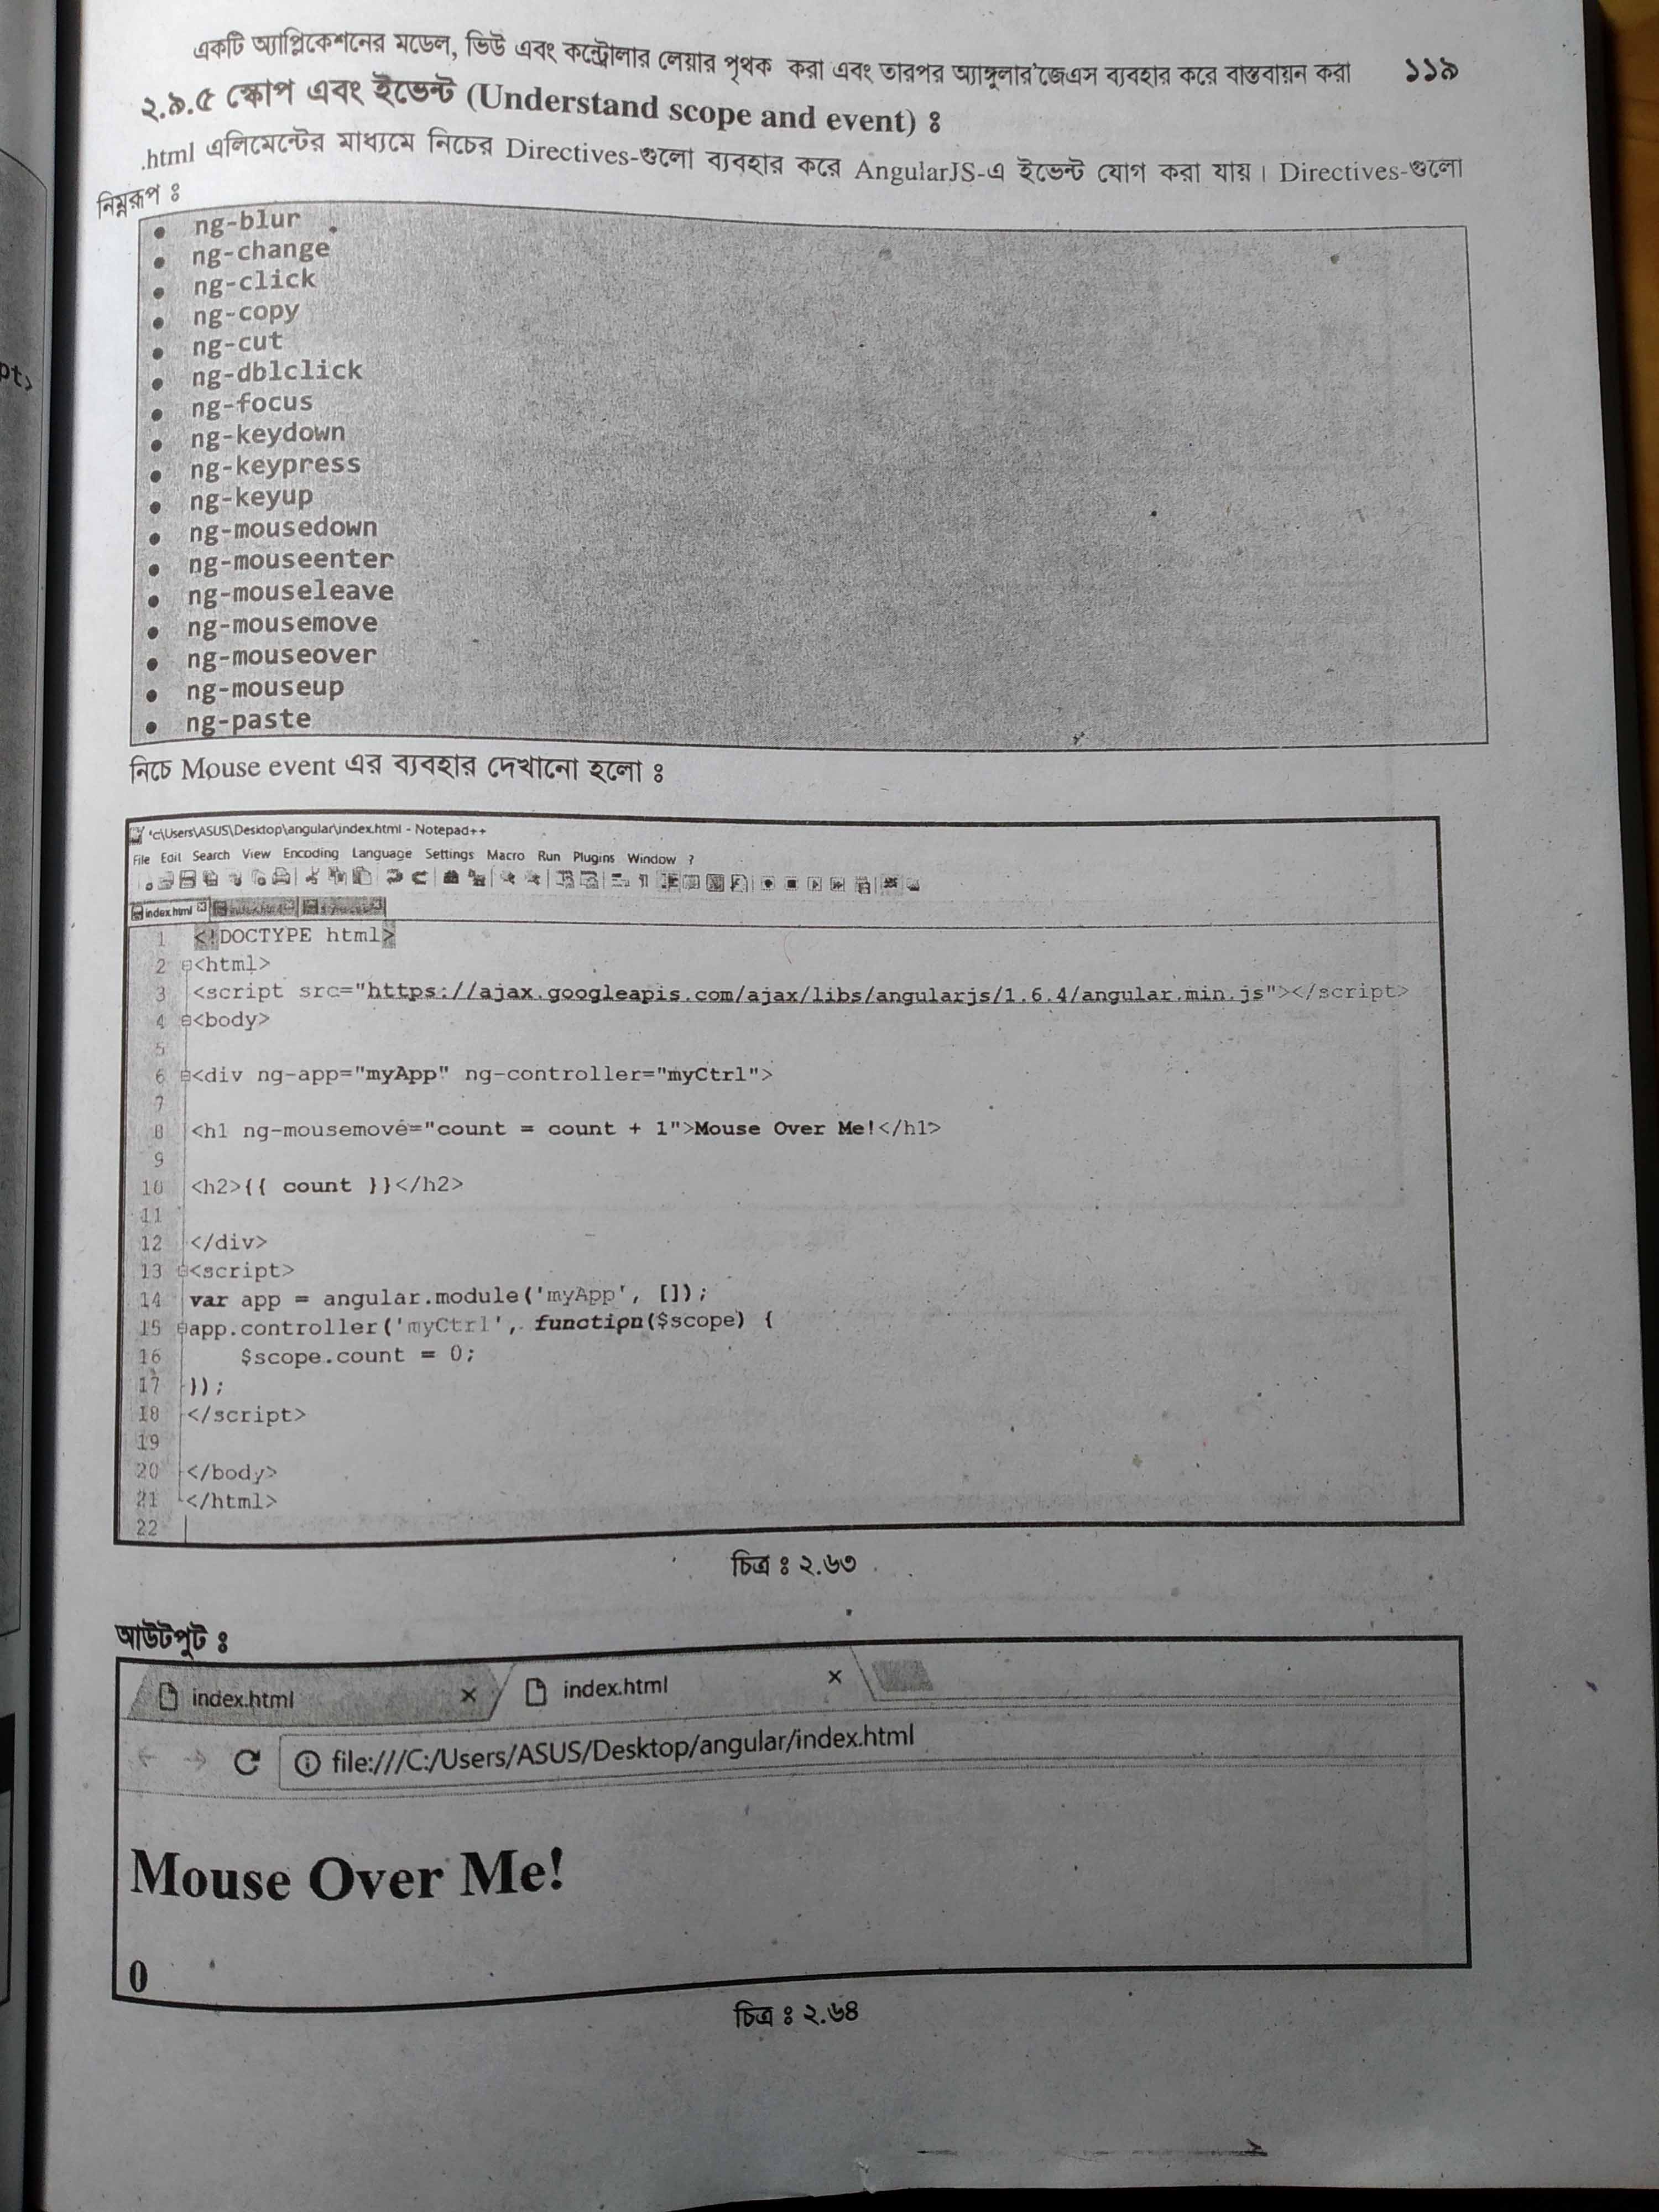 একটি অ্যাপ্লিকেশনের মডেল, ভিউ এবং কন্ট্রোলার লেয়ার পৃথক করা এবং তারপর অ্যাঙ্গুলার জেএস ব্যবহার করে বাস্তবায়ন করা ১১৯
২.৯.৫ স্কোপ এবং ইভেন্ট (Understand scope and event) ঃ
.html এলিমেন্টের মাধ্যমে নিচের Directives-গুলো ব্যবহার করে AngularJS-এ ইভেন্ট যোগ করা যায়। Directives-গুলো
নিম্নরূপ ঃ
• ng-blur
• ng-change
• ng-click
• ng-copy
• ng-cut
• ng-dblclick
• ng-focus
• ng-keydown
• ng-keypress
• ng-keyup
• ng-mousedown
• ng-mouseenter
• ng-mouseleave
• ng-mousemove
• ng-mouseover
• ng-mouseup
• ng-paste
নিচে Mouse event এর ব্যবহার দেখানো হলো ঃ
*c\Users\ASUS\Desktop\angular\index.html - Notepad++
File Edit Search View Encoding Language Settings Macro Run Plugins Window ?
index.html
1 <!DOCTYPE html>
2 <html>
3 <script src="https://ajax.googleapis.com/ajax/libs/angularjs/1.6.4/angular.min.js"></script>
4 <body>
5
6 <div ng-app="myApp" ng-controller="myCtrl">
7
8 <h1 ng-mousemove="count = count + 1">Mouse Over Me!</h1>
9
10 <h2>{{ count }}</h2>
11
12 </div>
13 <script>
14 var app = angular.module('myApp', []);
15 app.controller('myCtrl', function($scope) {
16 $scope.count = 0;
17 });
18 </script>
19
20 </body>
21 </html>
22
চিত্র ঃ ২.৬৩
আউটপুট ঃ
index.html × index.html ×
file:///C:/Users/ASUS/Desktop/angular/index.html
Mouse Over Me!
0
চিত্র ঃ ২.৬৪